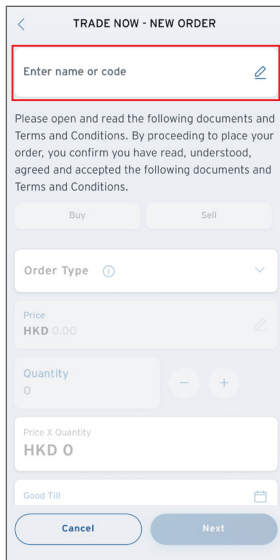 TRADE NOW - NEW ORDER
Enter name or code
Please open and read the following documents and
Terms and Conditions. By proceeding to place your
order, you confirm you have read, understood,
agreed and accepted the following documents and
Terms and Conditions.
Buy Sell
Order Type
Price
HKD 0.00
Quantity
0
Price X Quantity
HKD 0
Good Till
Cancel Next